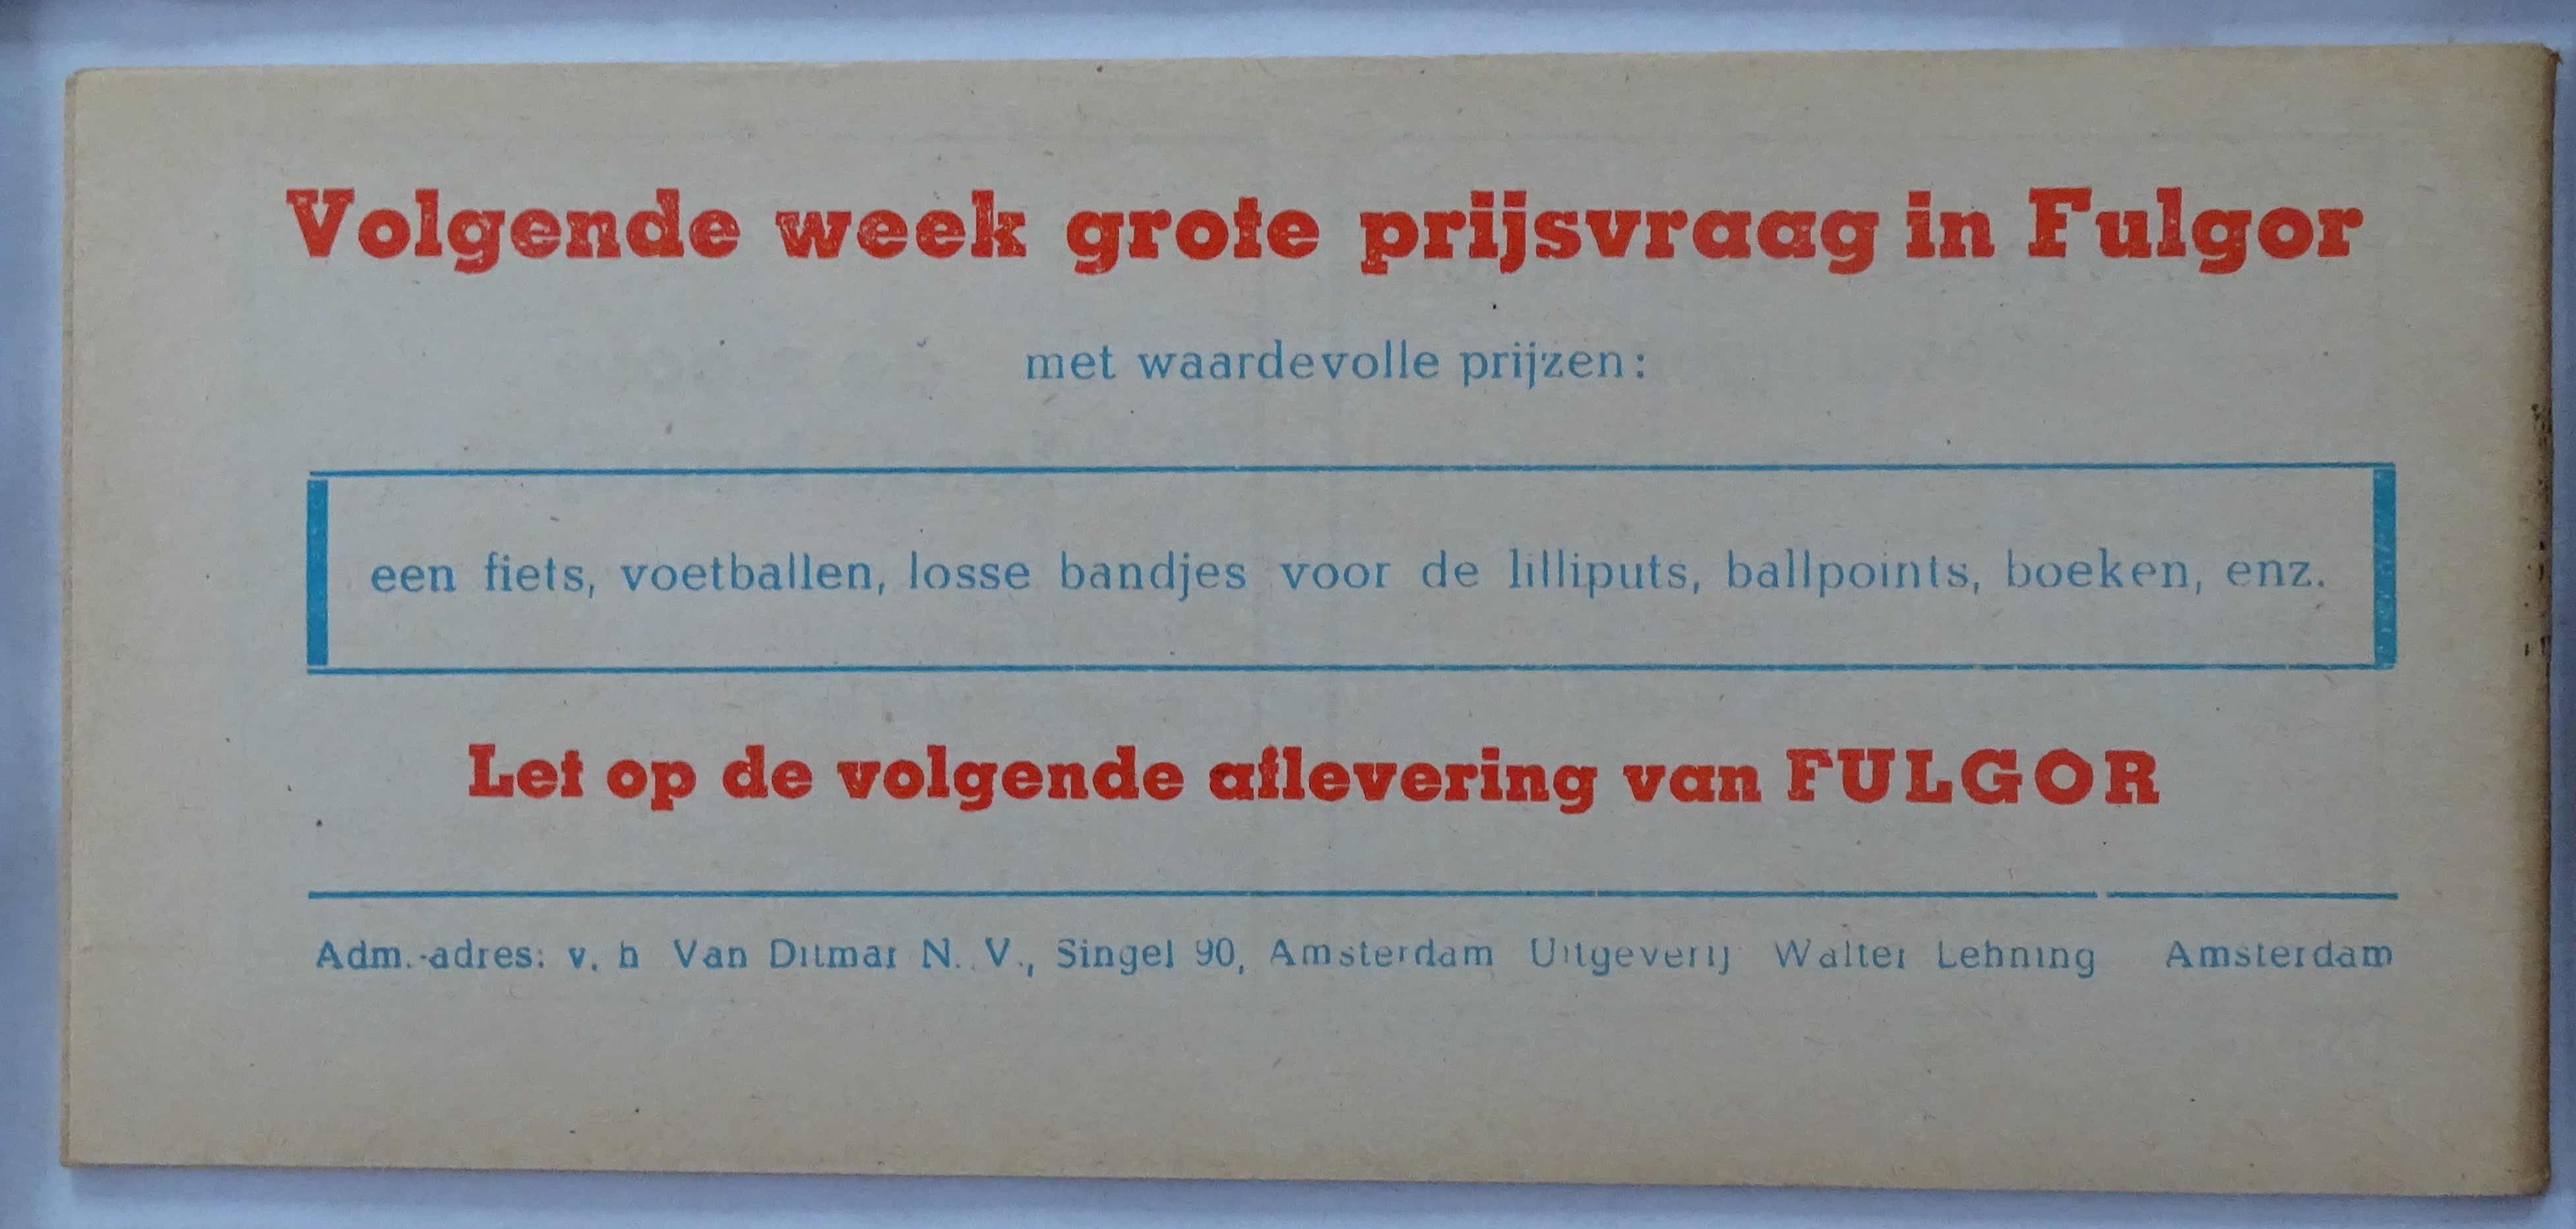 Volgende week grote prijsvraag in Fulgor
met waardevolle prijzen:
een fiets, voetballen, losse bandjes voor de lilliputs, ballpoints, boeken, enz.
Let op de volgende aflevering van FULGOR
Adm.-adres: v. h Van Ditmar N. V., Singel 90, Amsterdam Uitgeverij Walter Lehning Amsterdam